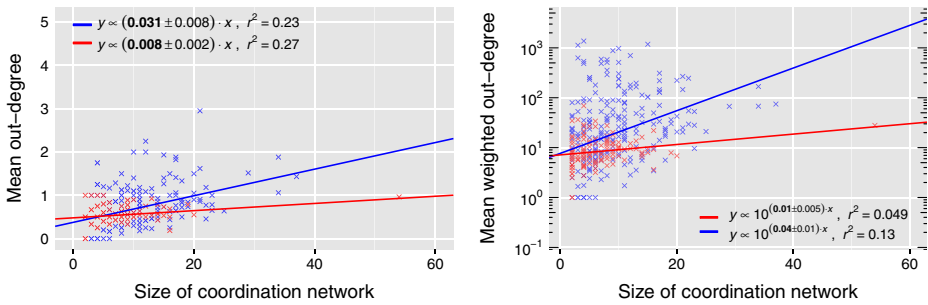 y ∝ (0.031 ± 0.008) · x , r² = 0.23
y ∝ (0.008 ± 0.002) · x , r² = 0.27
Mean out−degree
5
4
3
2
1
0
0 20 40 60
Size of coordination network
Mean weighted out−degree
10³
10²
10¹
10⁰
10⁻¹
y ∝ 10^(0.01±0.005)·x , r² = 0.049
y ∝ 10^(0.04±0.01)·x , r² = 0.13
0 20 40 60
Size of coordination network